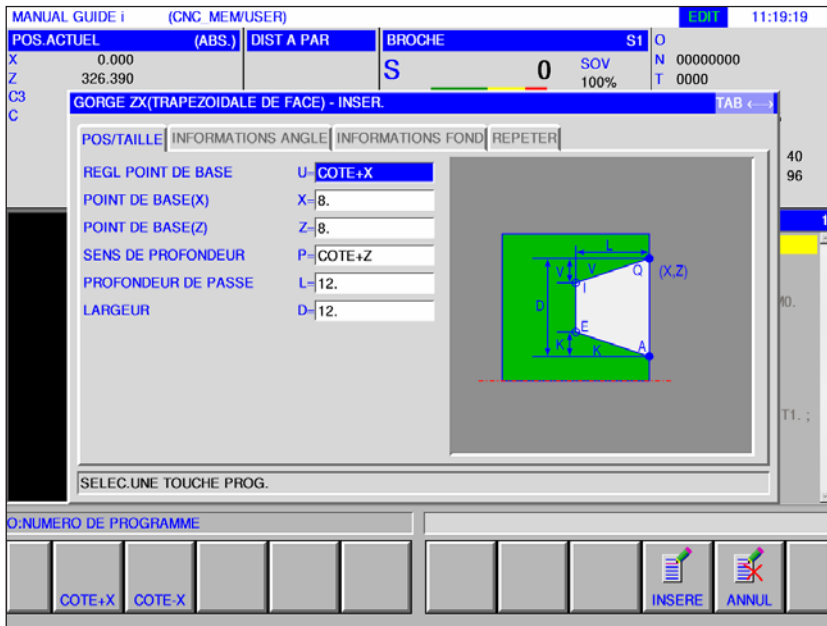 MANUAL GUIDE i (CNC_MEM/USER) EDIT 11:19:19
POS.ACTUEL (ABS.) DIST A PAR BROCHE S1 O
X 0.000 S 0 SOV N 00000000
Z 326.390 100% T 0000
C3
C
GORGE ZX(TRAPEZOIDALE DE FACE) - INSER. TAB
POS/TAILLE INFORMATIONS ANGLE INFORMATIONS FOND REPETER
REGL POINT DE BASE U=COTE+X
POINT DE BASE(X) X=8.
POINT DE BASE(Z) Z=8.
SENS DE PROFONDEUR P=COTE+Z
PROFONDEUR DE PASSE L=12.
LARGEUR D=12.
L
V V Q (X,Z)
I
D
E
K K A
40
96
1
M0.
T1. ;
SELEC.UNE TOUCHE PROG.
O:NUMERO DE PROGRAMME
COTE+X COTE-X INSERE ANNUL